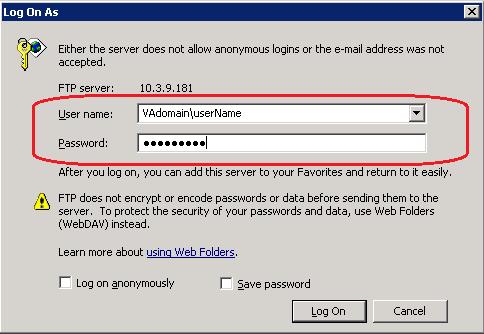 Log On As
Either the server does not allow anonymous logins or the e-mail address was not
accepted.
FTP server: 10.3.9.181
User name: VAdomain\userName
Password: ●●●●●●●●●
After you log on, you can add this server to your Favorites and return to it easily.
FTP does not encrypt or encode passwords or data before sending them to the
server. To protect the security of your passwords and data, use Web Folders
(WebDAV) instead.
Learn more about using Web Folders.
Log on anonymously Save password
Log On Cancel